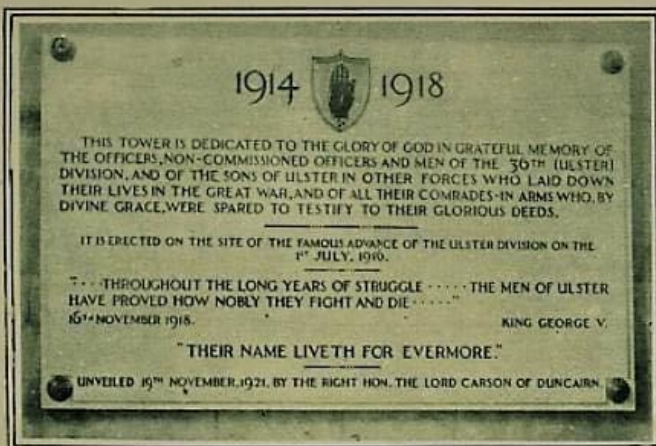 1914 1918
THIS TOWER IS DEDICATED TO THE GLORY OF GOD IN GRATEFUL MEMORY OF
THE OFFICERS, NON-COMMISSIONED OFFICERS AND MEN OF THE 36TH (ULSTER)
DIVISION, AND OF THE SONS OF ULSTER IN OTHER FORCES WHO LAID DOWN
THEIR LIVES IN THE GREAT WAR, AND OF ALL THEIR COMRADES-IN ARMS WHO, BY
DIVINE GRACE, WERE SPARED TO TESTIFY TO THEIR GLORIOUS DEEDS.
IT IS ERECTED ON THE SITE OF THE FAMOUS ADVANCE OF THE ULSTER DIVISION ON THE
1ST JULY, 1916.
"· · · THROUGHOUT THE LONG YEARS OF STRUGGLE · · · · · THE MEN OF ULSTER
HAVE PROVED HOW NOBLY THEY FIGHT AND DIE · · · · ·"
16TH NOVEMBER 1918. KING GEORGE V.
"THEIR NAME LIVETH FOR EVERMORE."
UNVEILED 19TH NOVEMBER, 1921, BY THE RIGHT HON. THE LORD CARSON OF DUNCAIRN.